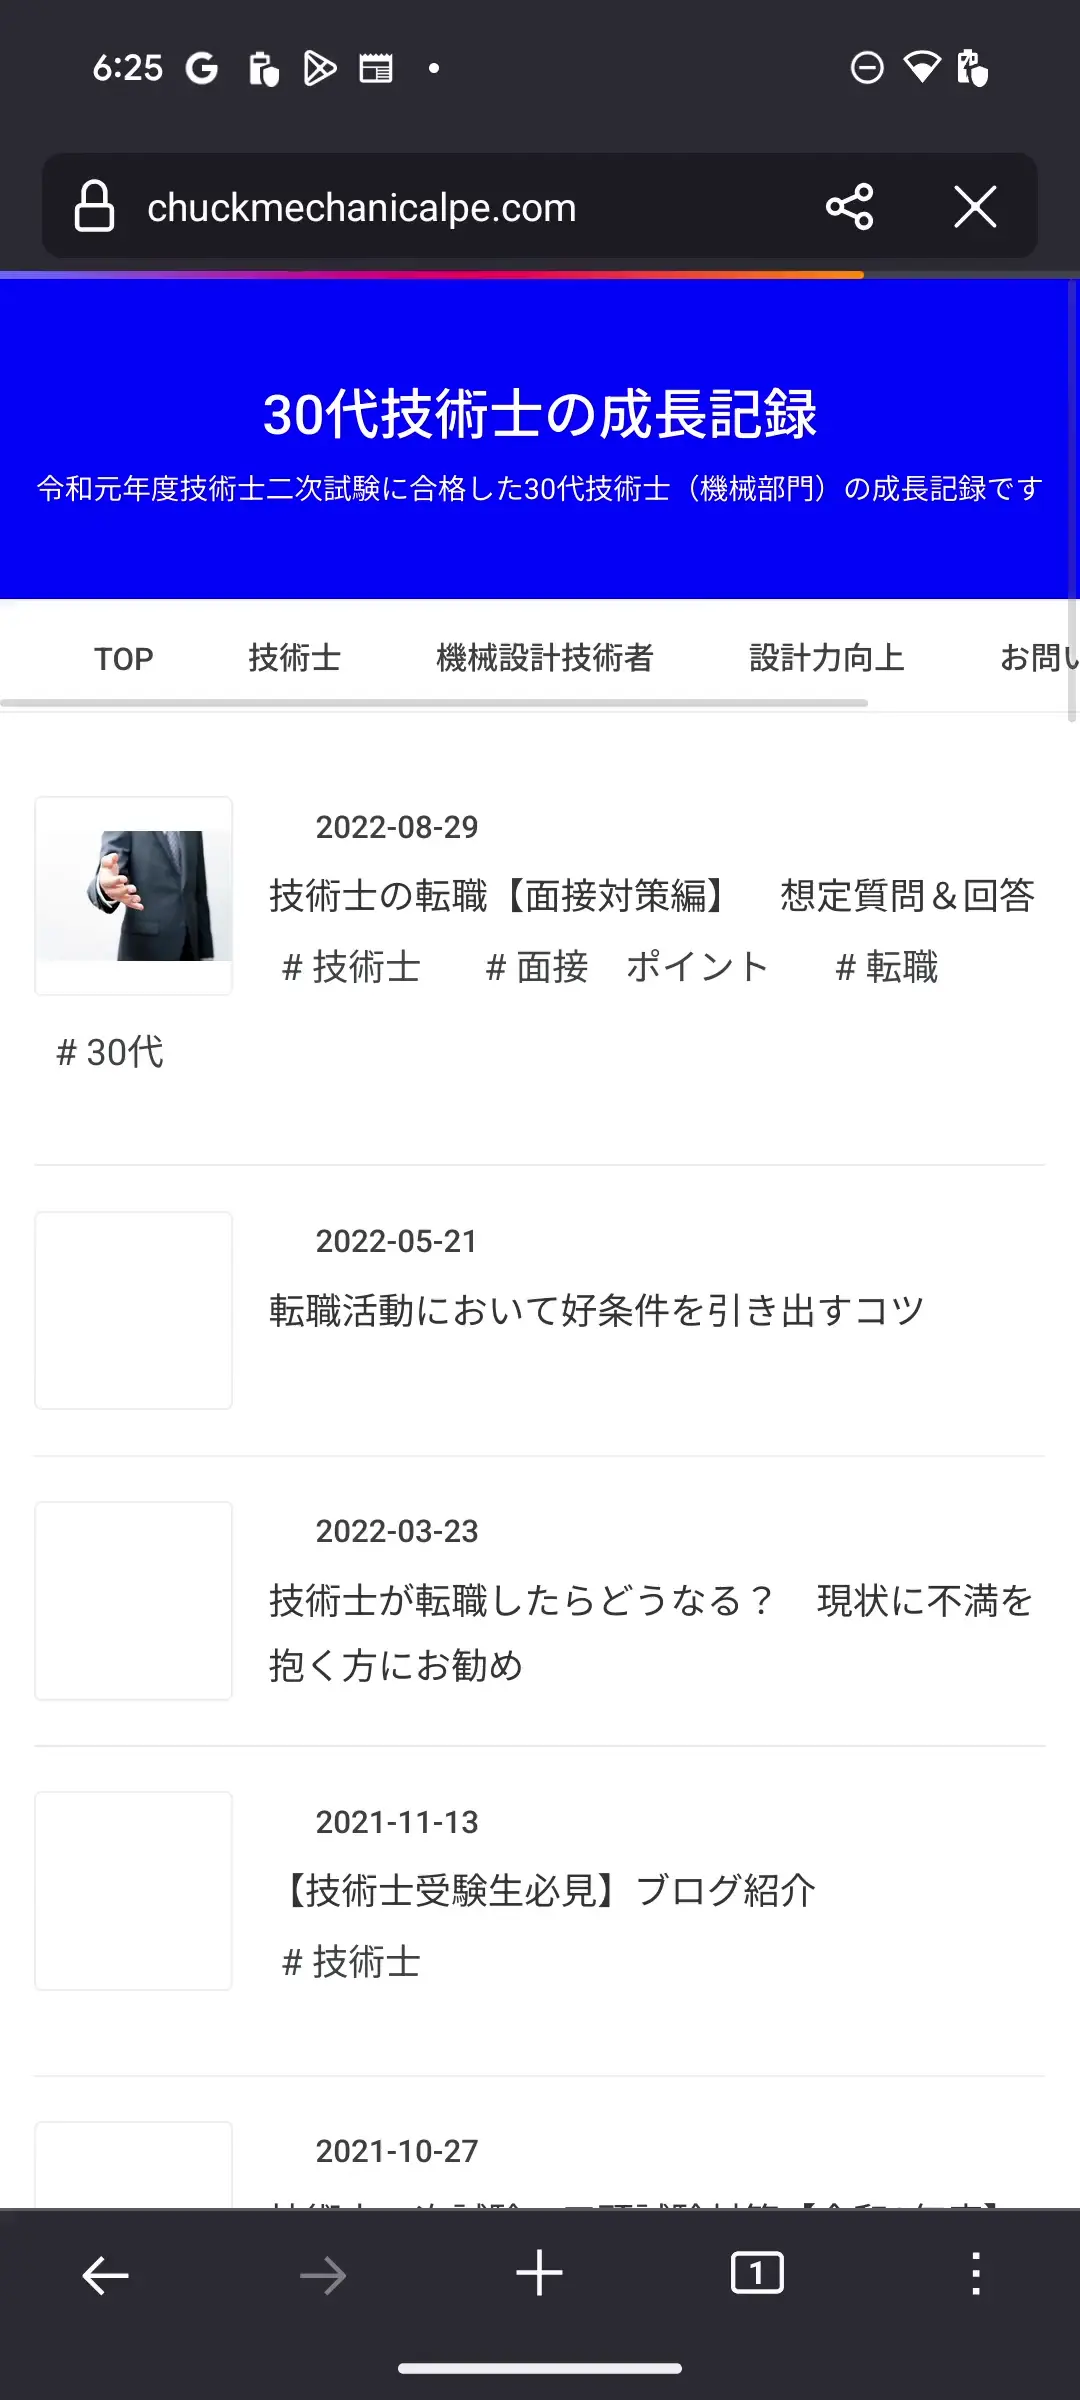 6:25
chuckmechanicalpe.com
30代技術士の成長記録
令和元年度技術士二次試験に合格した30代技術士（機械部門）の成長記録です
TOP 技術士 機械設計技術者 設計力向上 お問い
2022-08-29
技術士の転職【面接対策編】　想定質問＆回答
# 技術士 # 面接　ポイント # 転職
# 30代
2022-05-21
転職活動において好条件を引き出すコツ
2022-03-23
技術士が転職したらどうなる？　現状に不満を
抱く方にお勧め
2021-11-13
【技術士受験生必見】ブログ紹介
# 技術士
2021-10-27
1